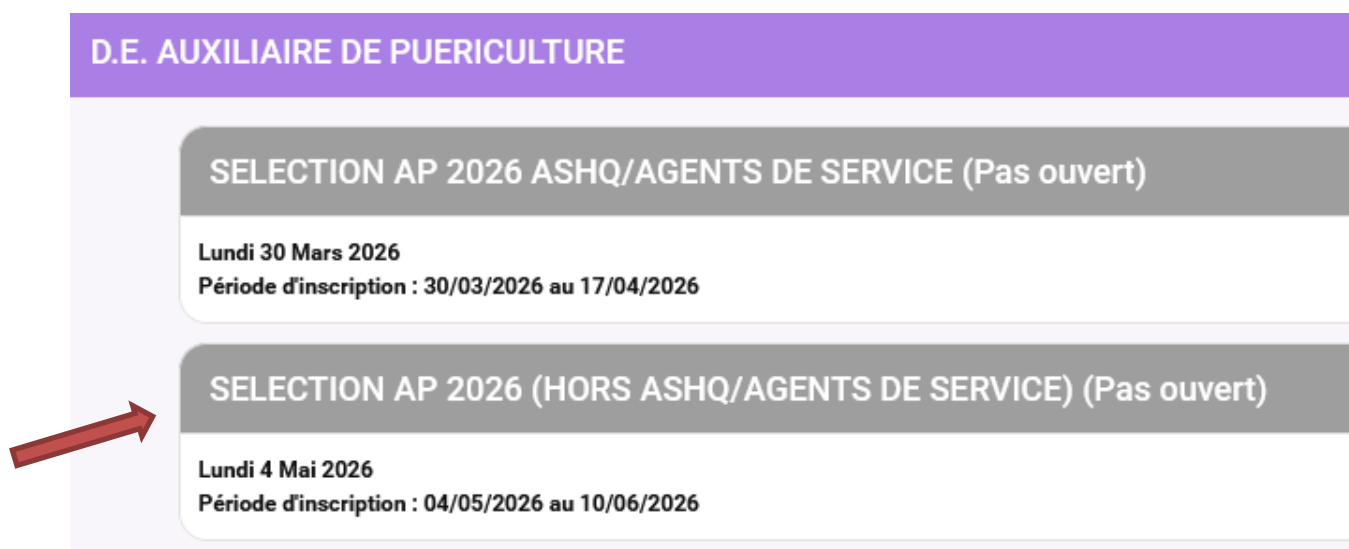 D.E. AUXILIAIRE DE PUERICULTURE
SELECTION AP 2026 ASHQ/AGENTS DE SERVICE (Pas ouvert)
Lundi 30 Mars 2026
Période d'inscription : 30/03/2026 au 17/04/2026
SELECTION AP 2026 (HORS ASHQ/AGENTS DE SERVICE) (Pas ouvert)
Lundi 4 Mai 2026
Période d'inscription : 04/05/2026 au 10/06/2026